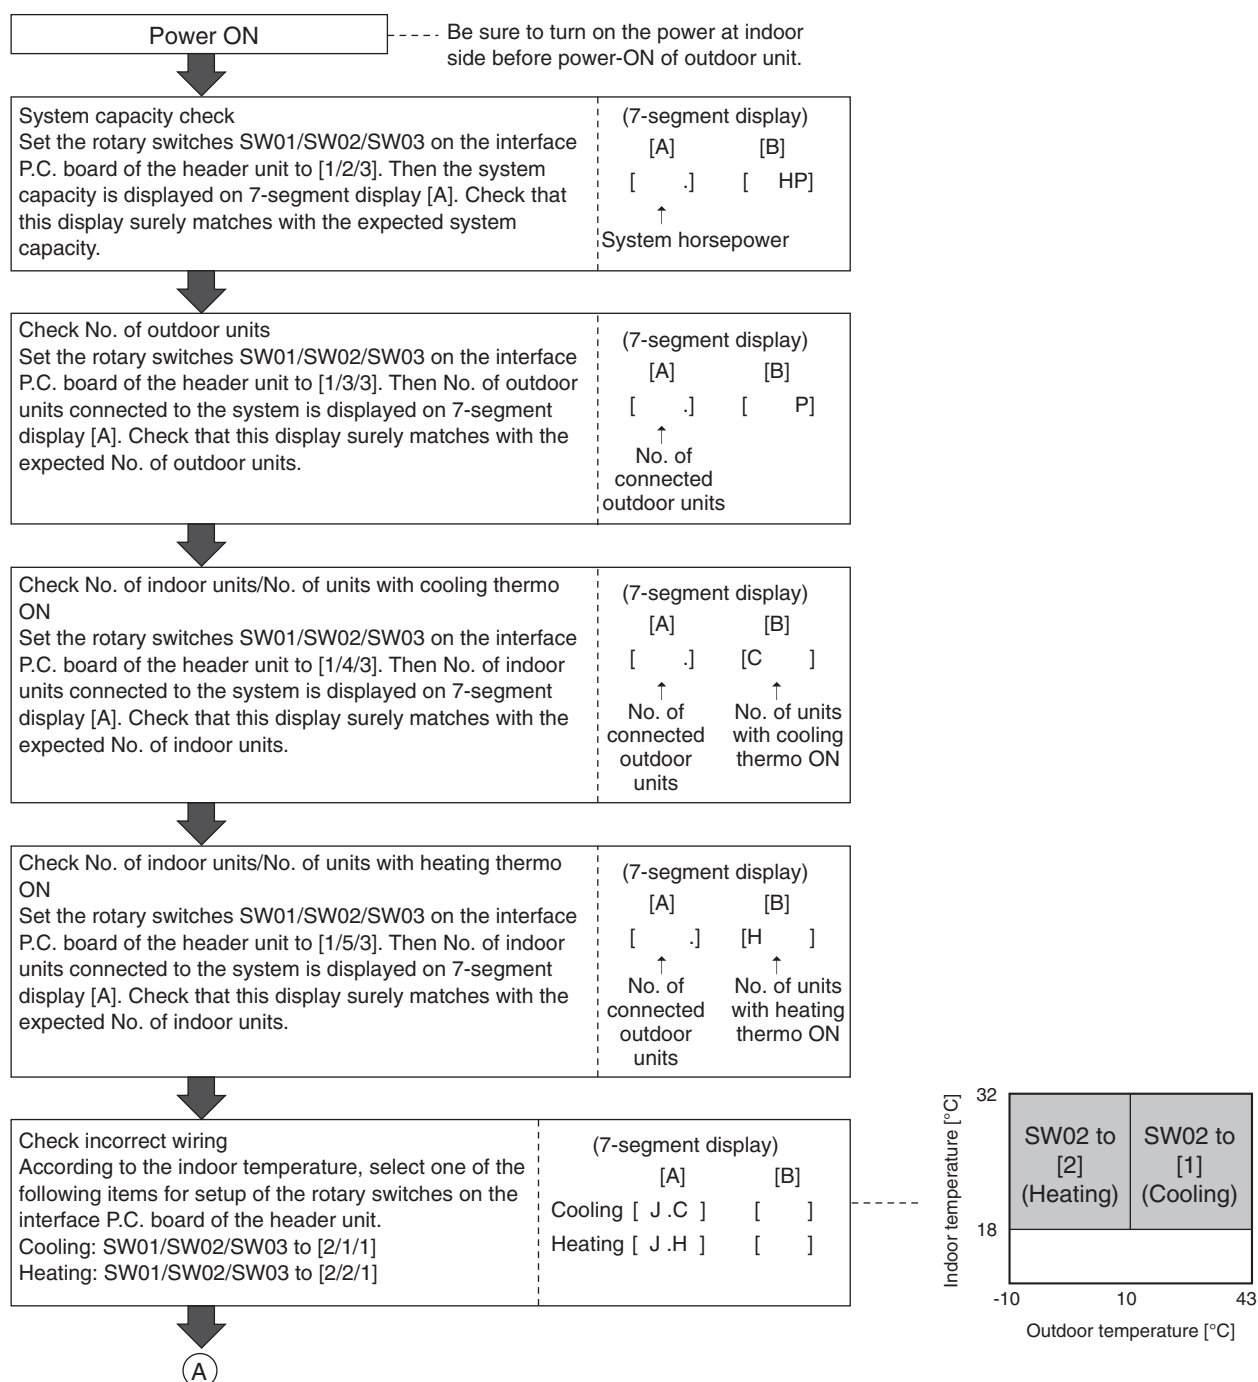 Power ON
Be sure to turn on the power at indoor
side before power-ON of outdoor unit.
System capacity check
Set the rotary switches SW01/SW02/SW03 on the interface
P.C. board of the header unit to [1/2/3]. Then the system
capacity is displayed on 7-segment display [A]. Check that
this display surely matches with the expected system
capacity.
(7-segment display)
[A] [B]
[ .] [ HP]
↑
System horsepower
Check No. of outdoor units
Set the rotary switches SW01/SW02/SW03 on the interface
P.C. board of the header unit to [1/3/3]. Then No. of outdoor
units connected to the system is displayed on 7-segment
display [A]. Check that this display surely matches with the
expected No. of outdoor units.
(7-segment display)
[A] [B]
[ .] [ P]
↑
No. of
connected
outdoor units
Check No. of indoor units/No. of units with cooling thermo
ON
Set the rotary switches SW01/SW02/SW03 on the interface
P.C. board of the header unit to [1/4/3]. Then No. of indoor
units connected to the system is displayed on 7-segment
display [A]. Check that this display surely matches with the
expected No. of indoor units.
(7-segment display)
[A] [B]
[ .] [C ]
↑ ↑
No. of No. of units
connected with cooling
outdoor thermo ON
units
Check No. of indoor units/No. of units with heating thermo
ON
Set the rotary switches SW01/SW02/SW03 on the interface
P.C. board of the header unit to [1/5/3]. Then No. of indoor
units connected to the system is displayed on 7-segment
display [A]. Check that this display surely matches with the
expected No. of indoor units.
(7-segment display)
[A] [B]
[ .] [H ]
↑ ↑
No. of No. of units
connected with heating
outdoor thermo ON
units
Check incorrect wiring
According to the indoor temperature, select one of the
following items for setup of the rotary switches on the
interface P.C. board of the header unit.
Cooling: SW01/SW02/SW03 to [2/1/1]
Heating: SW01/SW02/SW03 to [2/2/1]
(7-segment display)
[A] [B]
Cooling [ J .C ] [ ]
Heating [ J .H ] [ ]
Indoor temperature [°C]
32
SW02 to
[2]
(Heating)
SW02 to
[1]
(Cooling)
18
-10 10 43
Outdoor temperature [°C]
A